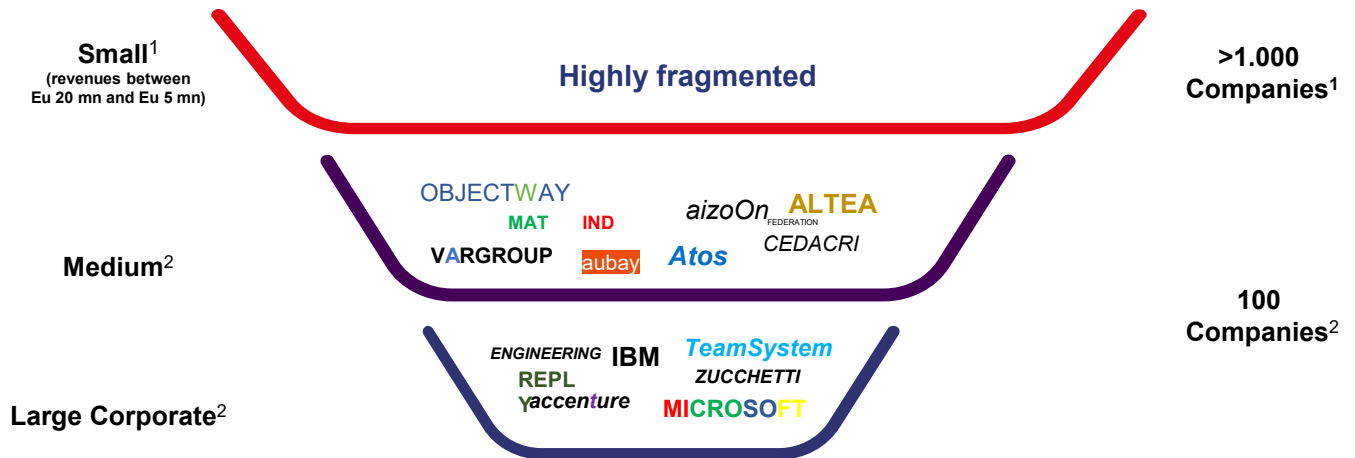 Small1
(revenues between
Eu 20 mn and Eu 5 mn)
Highly fragmented
>1.000
Companies1
OBJECTWAY
MAT
IND
VARGROUP
aubay
aizoOn
FEDERATION
ALTEA
CEDACRI
Atos
Medium2
100
Companies2
ENGINEERING
IBM
TeamSystem
REPL
Y
accenture
ZUCCHETTI
MICROSOFT
Large Corporate2